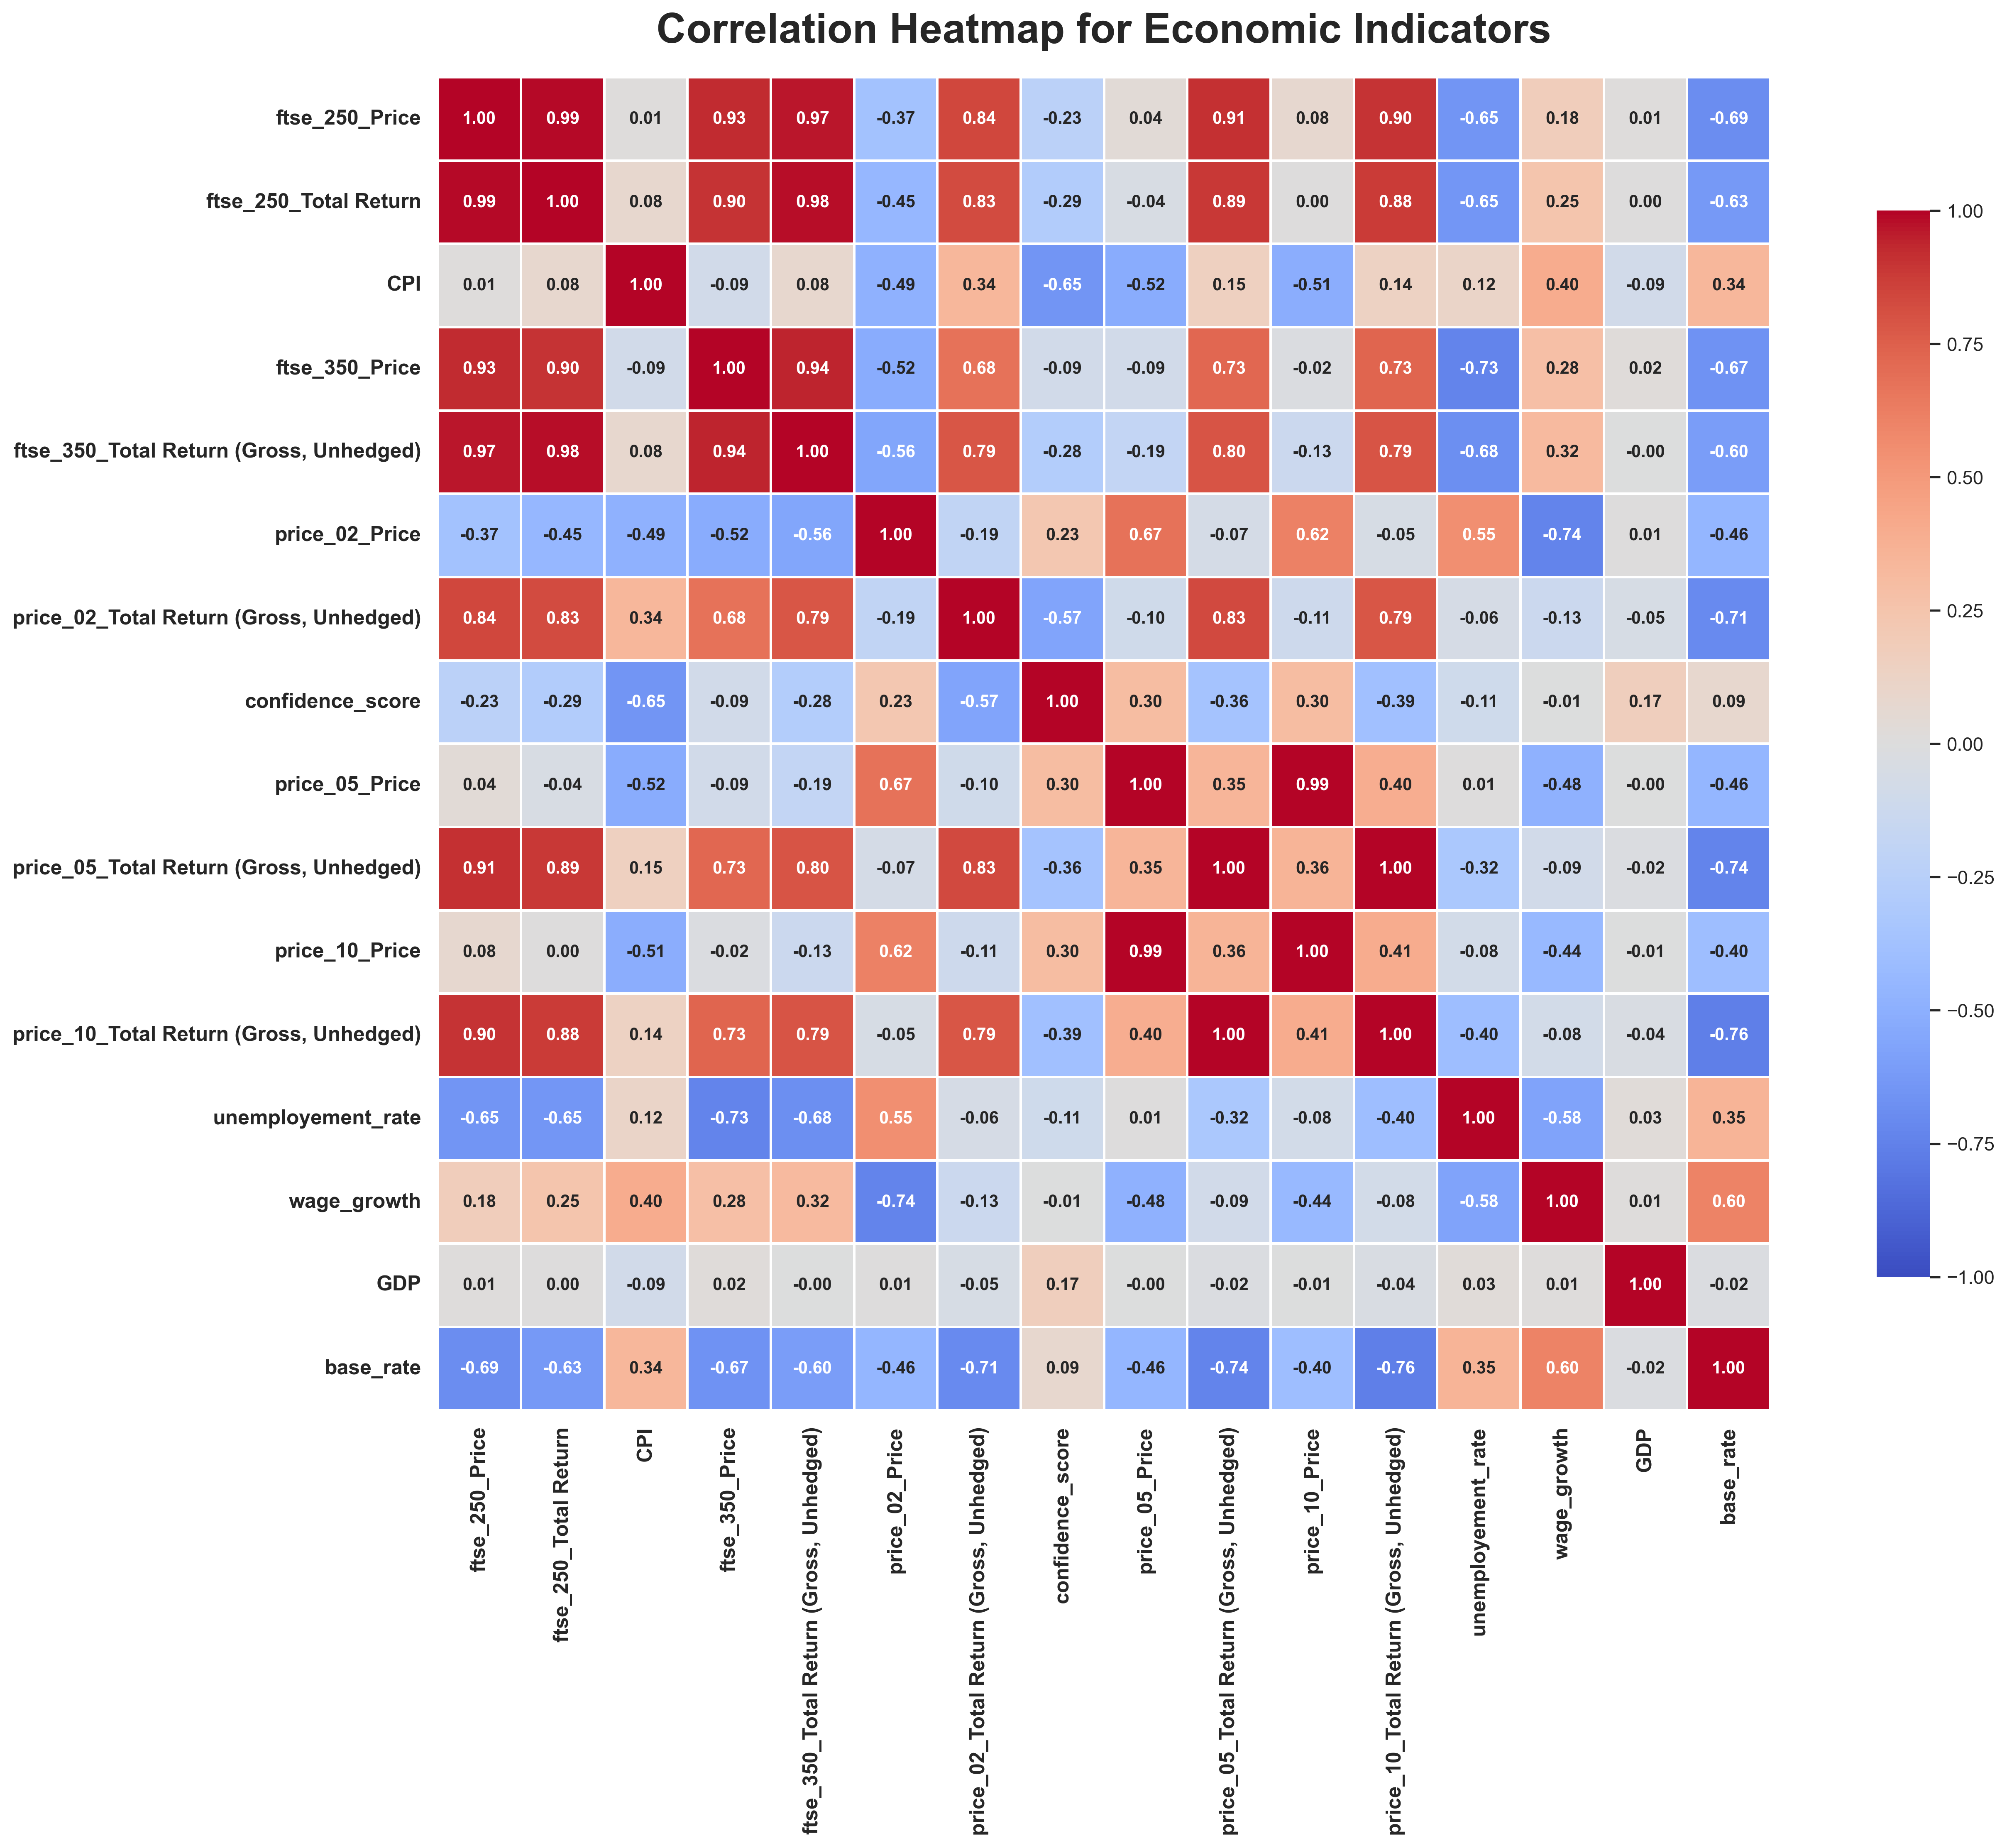 Correlation Heatmap for Economic Indicators
ftse_250_Price 1.00 0.99 0.01 0.93 0.97 -0.37 0.84 -0.23 0.04 0.91 0.08 0.90 -0.65 0.18 0.01 -0.69
ftse_250_Total Return 0.99 1.00 0.08 0.90 0.98 -0.45 0.83 -0.29 -0.04 0.89 0.00 0.88 -0.65 0.25 0.00 -0.63
CPI 0.01 0.08 1.00 -0.09 0.08 -0.49 0.34 -0.65 -0.52 0.15 -0.51 0.14 0.12 0.40 -0.09 0.34
ftse_350_Price 0.93 0.90 -0.09 1.00 0.94 -0.52 0.68 -0.09 -0.09 0.73 -0.02 0.73 -0.73 0.28 0.02 -0.67
ftse_350_Total Return (Gross, Unhedged) 0.97 0.98 0.08 0.94 1.00 -0.56 0.79 -0.28 -0.19 0.80 -0.13 0.79 -0.68 0.32 -0.00 -0.60
price_02_Price -0.37 -0.45 -0.49 -0.52 -0.56 1.00 -0.19 0.23 0.67 -0.07 0.62 -0.05 0.55 -0.74 0.01 -0.46
price_02_Total Return (Gross, Unhedged) 0.84 0.83 0.34 0.68 0.79 -0.19 1.00 -0.57 -0.10 0.83 -0.11 0.79 -0.06 -0.13 -0.05 -0.71
confidence_score -0.23 -0.29 -0.65 -0.09 -0.28 0.23 -0.57 1.00 0.30 -0.36 0.30 -0.39 -0.11 -0.01 0.17 0.09
price_05_Price 0.04 -0.04 -0.52 -0.09 -0.19 0.67 -0.10 0.30 1.00 0.35 0.99 0.40 0.01 -0.48 -0.00 -0.46
price_05_Total Return (Gross, Unhedged) 0.91 0.89 0.15 0.73 0.80 -0.07 0.83 -0.36 0.35 1.00 0.36 1.00 -0.32 -0.09 -0.02 -0.74
price_10_Price 0.08 0.00 -0.51 -0.02 -0.13 0.62 -0.11 0.30 0.99 0.36 1.00 0.41 -0.08 -0.44 -0.01 -0.40
price_10_Total Return (Gross, Unhedged) 0.90 0.88 0.14 0.73 0.79 -0.05 0.79 -0.39 0.40 1.00 0.41 1.00 -0.40 -0.08 -0.04 -0.76
unemployement_rate -0.65 -0.65 0.12 -0.73 -0.68 0.55 -0.06 -0.11 0.01 -0.32 -0.08 -0.40 1.00 -0.58 0.03 0.35
wage_growth 0.18 0.25 0.40 0.28 0.32 -0.74 -0.13 -0.01 -0.48 -0.09 -0.44 -0.08 -0.58 1.00 0.01 0.60
GDP 0.01 0.00 -0.09 0.02 -0.00 0.01 -0.05 0.17 -0.00 -0.02 -0.01 -0.04 0.03 0.01 1.00 -0.02
base_rate -0.69 -0.63 0.34 -0.67 -0.60 -0.46 -0.71 0.09 -0.46 -0.74 -0.40 -0.76 0.35 0.60 -0.02 1.00
ftse_250_Price
ftse_250_Total Return
CPI
ftse_350_Price
ftse_350_Total Return (Gross, Unhedged)
price_02_Price
price_02_Total Return (Gross, Unhedged)
confidence_score
price_05_Price
price_05_Total Return (Gross, Unhedged)
price_10_Price
price_10_Total Return (Gross, Unhedged)
unemployement_rate
wage_growth
GDP
base_rate
1.00
0.75
0.50
0.25
0.00
−0.25
−0.50
−0.75
−1.00